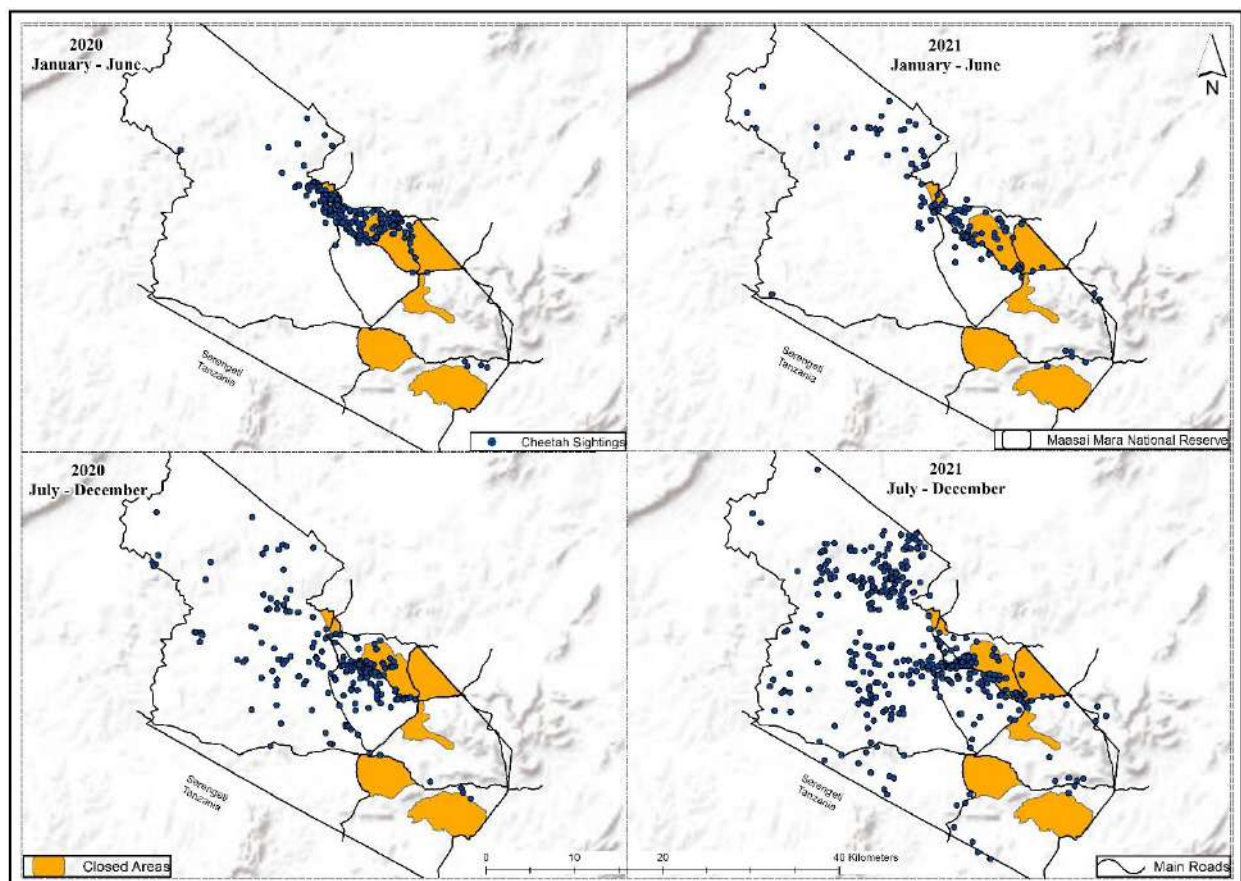 2020
January - June
2021
January - June
N
Serengeti
Tanzania
Serengeti
Tanzania
Cheetah Sightings
Maasai Mara National Reserve
2020
July - December
2021
July - December
Serengeti
Tanzania
Serengeti
Tanzania
Closed Areas
0 10 20 40 Kilometers
Main Roads